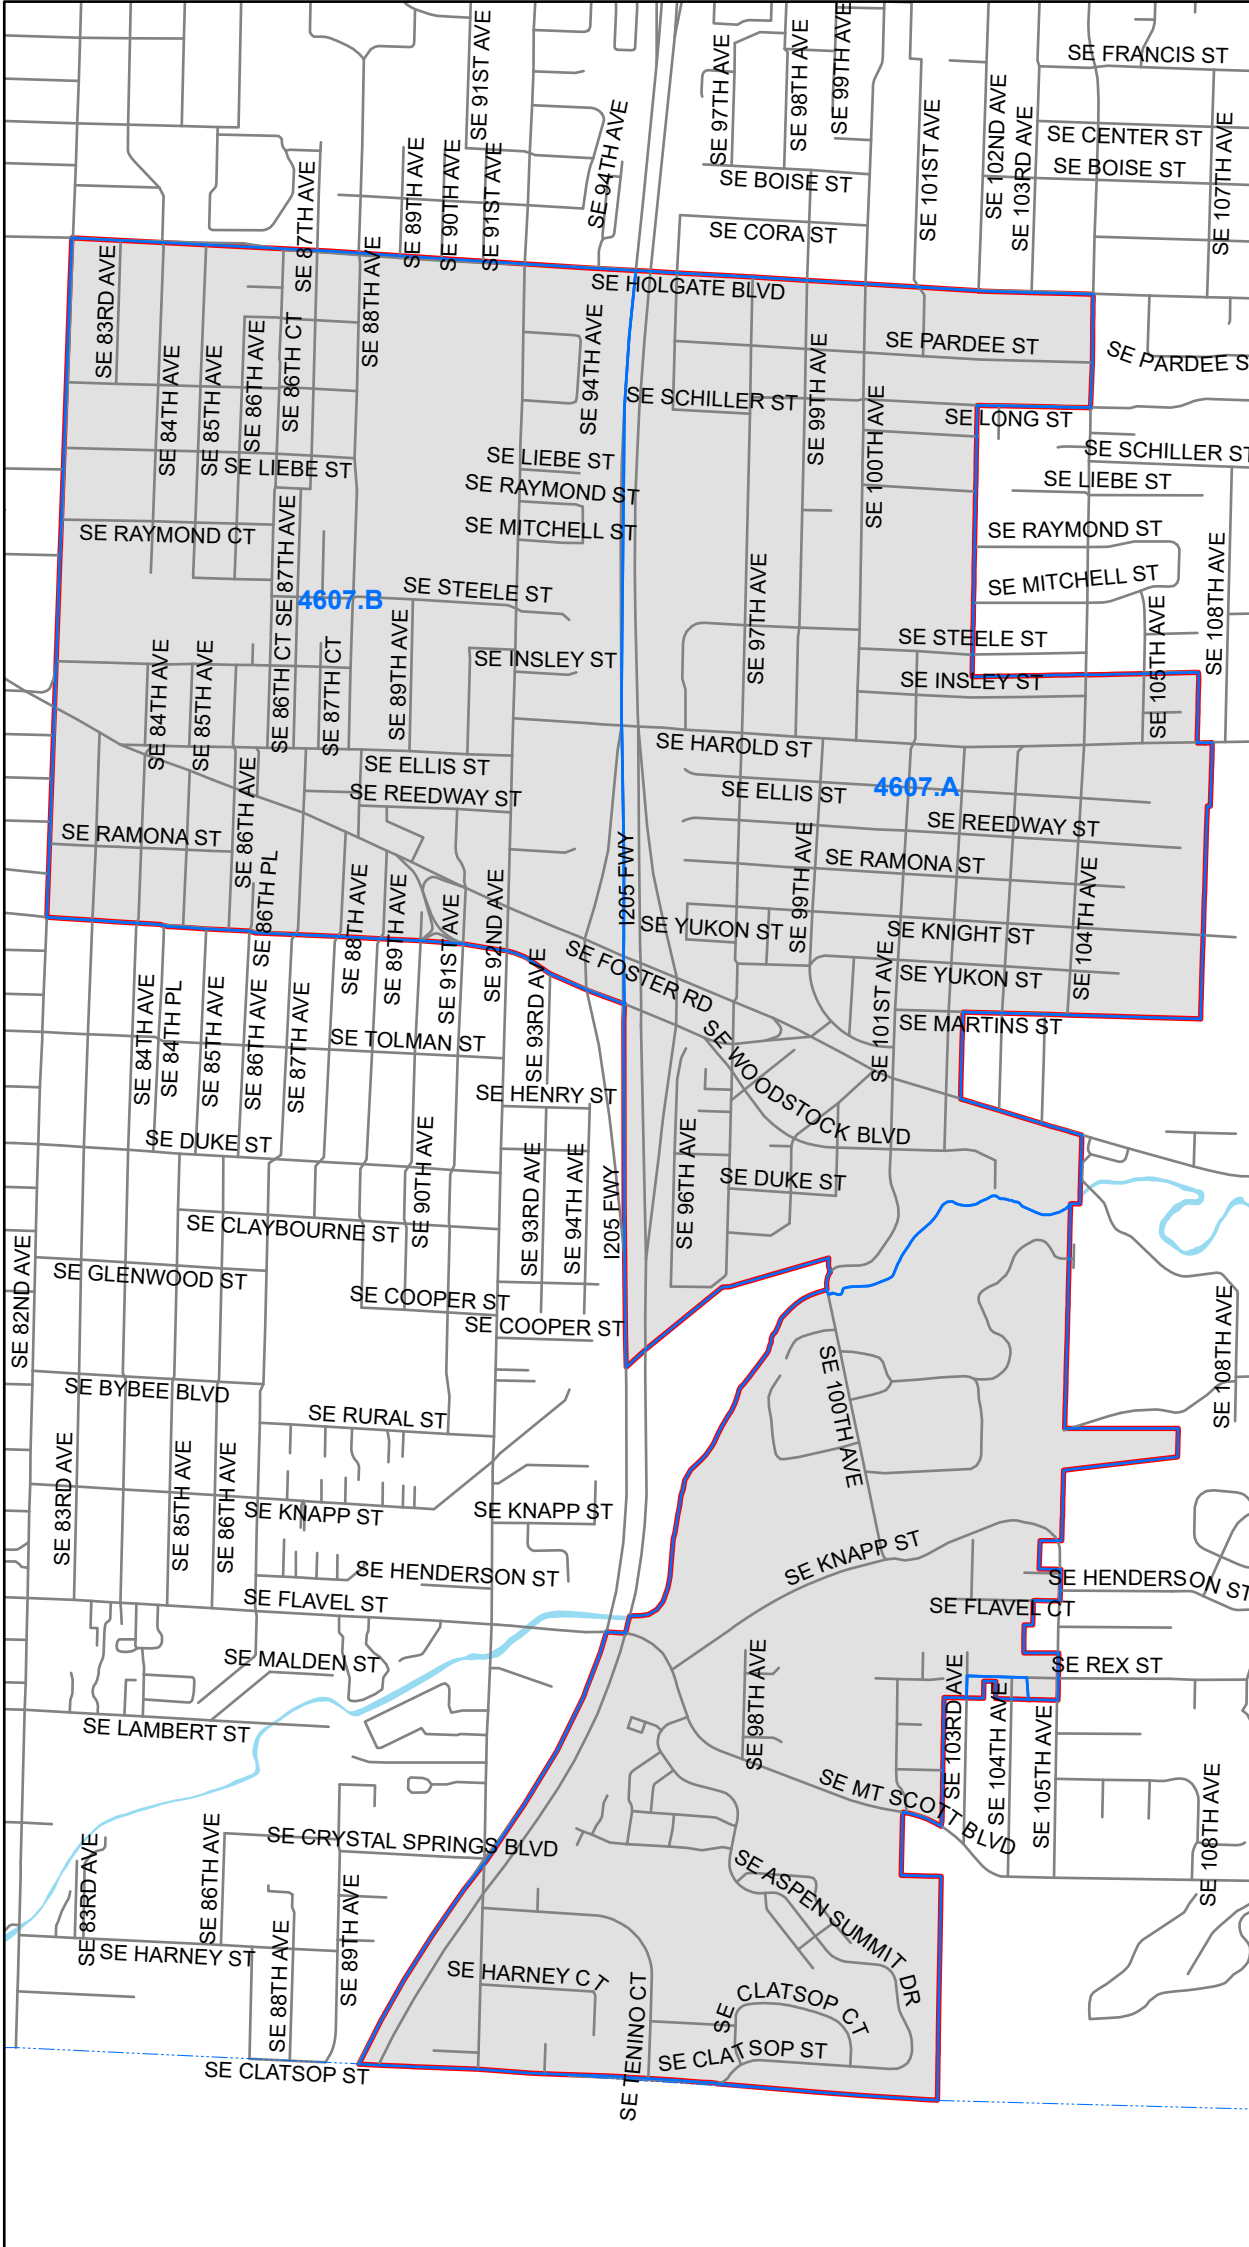 SE 91ST AVE
SE 97TH AVE
SE 98TH AVE
SE 99TH AVE
SE FRANCIS ST
SE 94TH AVE
SE 101ST AVE
SE 102ND AVE
SE 103RD AVE
SE CENTER ST
SE BOISE ST
SE 107TH AVE
SE 87TH AVE
SE 89TH AVE
SE 90TH AVE
SE 91ST AVE
SE BOISE ST
SE CORA ST
SE 83RD AVE
SE 88TH AVE
SE HOLGATE BLVD
SE PARDEE ST
SE PARDEE S
SE 84TH AVE
SE 85TH AVE
SE 86TH AVE
SE 86TH CT
SE 94TH AVE
SE SCHILLER ST
SE 99TH AVE
SE 100TH AVE
SE LONG ST
SE SCHILLER ST
SE LIEBE ST
SE LIEBE ST
SE LIEBE ST
SE RAYMOND ST
SE MITCHELL ST
SE RAYMOND ST
SE MITCHELL ST
SE RAYMOND CT
SE 87TH AVE
4607.B
SE STEELE ST
SE 97TH AVE
SE STEELE ST
SE 105TH AVE
SE 108TH AVE
SE 84TH AVE
SE 85TH AVE
SE 86TH CT
SE 87TH CT
SE 89TH AVE
SE INSLEY ST
SE INSLEY ST
SE HAROLD ST
SE ELLIS ST
SE REEDWAY ST
SE ELLIS ST
4607.A
SE REEDWAY ST
SE RAMONA ST
SE 86TH AVE
SE RAMONA ST
I205 FWY
SE 86TH PL
SE 88TH AVE
SE 89TH AVE
SE 91ST AVE
SE 92ND AVE
SE 99TH AVE
SE 104TH AVE
SE YUKON ST
SE KNIGHT ST
SE YUKON ST
SE FOSTER RD
SE 93RD AVE
SE 101ST AVE
SE MARTINS ST
SE 84TH AVE
SE 84TH PL
SE 85TH AVE
SE 86TH AVE
SE 87TH AVE
SE TOLMAN ST
SE WOODSTOCK BLVD
SE HENRY ST
SE DUKE ST
SE 90TH AVE
SE 93RD AVE
SE 94TH AVE
I205 FWY
SE 96TH AVE
SE DUKE ST
SE CLAYBOURNE ST
SE 82ND AVE
SE GLENWOOD ST
SE COOPER ST
SE COOPER ST
SE 108TH AVE
SE BYBEE BLVD
SE RURAL ST
SE 100TH AVE
SE 83RD AVE
SE 85TH AVE
SE 86TH AVE
SE KNAPP ST
SE KNAPP ST
SE KNAPP ST
SE HENDERSON ST
SE HENDERSON ST
SE FLAVEL ST
SE FLAVEL CT
SE MALDEN ST
SE 98TH AVE
SE REX ST
SE 103RD AVE
SE 104TH AVE
SE 105TH AVE
SE LAMBERT ST
SE MT SCOTT BLVD
SE 108TH AVE
SE CRYSTAL SPRINGS BLVD
SE 83RD AVE
SE 86TH AVE
SE 88TH AVE
SE 89TH AVE
SE ASPEN SUMMIT DR
SE HARNEY ST
SE HARNEY CT
SE TENINO CT
SE CLATSOP CT
SE CLATSOP ST
SE CLATSOP ST